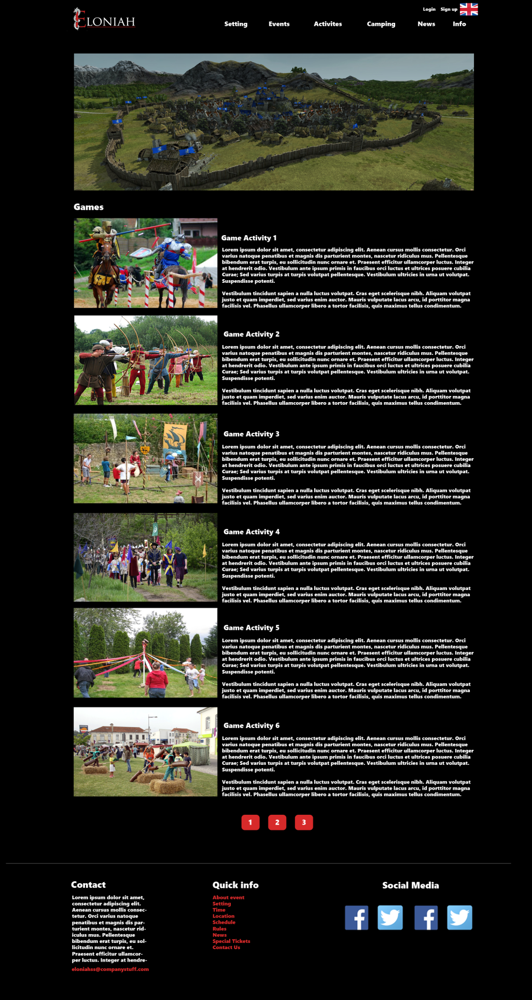 Login Sign up
ELONIAH
Setting Events Activites Camping News Info
Games
Game Activity 1
Lorem ipsum dolor sit amet, consectetur adipiscing elit. Aenean cursus mollis consectetur. Orci
varius natoque penatibus et magnis dis parturient montes, nascetur ridiculus mus. Pellentesque
bibendum erat turpis, eu sollicitudin nunc ornare et. Praesent efficitur ullamcorper luctus. Integer
at hendrerit odio. Vestibulum ante ipsum primis in faucibus orci luctus et ultrices posuere cubilia
Curae; Sed varius turpis at turpis volutpat pellentesque. Vestibulum ultricies in urna ut volutpat.
Suspendisse potenti.
Vestibulum tincidunt sapien a nulla luctus volutpat. Cras eget scelerisque nibh. Aliquam volutpat
justo et quam imperdiet, sed varius enim auctor. Mauris vulputate lacus arcu, id porttitor magna
facilisis vel. Phasellus ullamcorper libero a tortor facilisis, quis maximus tellus condimentum.
Game Activity 2
Lorem ipsum dolor sit amet, consectetur adipiscing elit. Aenean cursus mollis consectetur. Orci
varius natoque penatibus et magnis dis parturient montes, nascetur ridiculus mus. Pellentesque
bibendum erat turpis, eu sollicitudin nunc ornare et. Praesent efficitur ullamcorper luctus. Integer
at hendrerit odio. Vestibulum ante ipsum primis in faucibus orci luctus et ultrices posuere cubilia
Curae; Sed varius turpis at turpis volutpat pellentesque. Vestibulum ultricies in urna ut volutpat.
Suspendisse potenti.
Vestibulum tincidunt sapien a nulla luctus volutpat. Cras eget scelerisque nibh. Aliquam volutpat
justo et quam imperdiet, sed varius enim auctor. Mauris vulputate lacus arcu, id porttitor magna
facilisis vel. Phasellus ullamcorper libero a tortor facilisis, quis maximus tellus condimentum.
Game Activity 3
Lorem ipsum dolor sit amet, consectetur adipiscing elit. Aenean cursus mollis consectetur. Orci
varius natoque penatibus et magnis dis parturient montes, nascetur ridiculus mus. Pellentesque
bibendum erat turpis, eu sollicitudin nunc ornare et. Praesent efficitur ullamcorper luctus. Integer
at hendrerit odio. Vestibulum ante ipsum primis in faucibus orci luctus et ultrices posuere cubilia
Curae; Sed varius turpis at turpis volutpat pellentesque. Vestibulum ultricies in urna ut volutpat.
Suspendisse potenti.
Vestibulum tincidunt sapien a nulla luctus volutpat. Cras eget scelerisque nibh. Aliquam volutpat
justo et quam imperdiet, sed varius enim auctor. Mauris vulputate lacus arcu, id porttitor magna
facilisis vel. Phasellus ullamcorper libero a tortor facilisis, quis maximus tellus condimentum.
Game Activity 4
Lorem ipsum dolor sit amet, consectetur adipiscing elit. Aenean cursus mollis consectetur. Orci
varius natoque penatibus et magnis dis parturient montes, nascetur ridiculus mus. Pellentesque
bibendum erat turpis, eu sollicitudin nunc ornare et. Praesent efficitur ullamcorper luctus. Integer
at hendrerit odio. Vestibulum ante ipsum primis in faucibus orci luctus et ultrices posuere cubilia
Curae; Sed varius turpis at turpis volutpat pellentesque. Vestibulum ultricies in urna ut volutpat.
Suspendisse potenti.
Vestibulum tincidunt sapien a nulla luctus volutpat. Cras eget scelerisque nibh. Aliquam volutpat
justo et quam imperdiet, sed varius enim auctor. Mauris vulputate lacus arcu, id porttitor magna
facilisis vel. Phasellus ullamcorper libero a tortor facilisis, quis maximus tellus condimentum.
Game Activity 5
Lorem ipsum dolor sit amet, consectetur adipiscing elit. Aenean cursus mollis consectetur. Orci
varius natoque penatibus et magnis dis parturient montes, nascetur ridiculus mus. Pellentesque
bibendum erat turpis, eu sollicitudin nunc ornare et. Praesent efficitur ullamcorper luctus. Integer
at hendrerit odio. Vestibulum ante ipsum primis in faucibus orci luctus et ultrices posuere cubilia
Curae; Sed varius turpis at turpis volutpat pellentesque. Vestibulum ultricies in urna ut volutpat.
Suspendisse potenti.
Vestibulum tincidunt sapien a nulla luctus volutpat. Cras eget scelerisque nibh. Aliquam volutpat
justo et quam imperdiet, sed varius enim auctor. Mauris vulputate lacus arcu, id porttitor magna
facilisis vel. Phasellus ullamcorper libero a tortor facilisis, quis maximus tellus condimentum.
Game Activity 6
Lorem ipsum dolor sit amet, consectetur adipiscing elit. Aenean cursus mollis consectetur. Orci
varius natoque penatibus et magnis dis parturient montes, nascetur ridiculus mus. Pellentesque
bibendum erat turpis, eu sollicitudin nunc ornare et. Praesent efficitur ullamcorper luctus. Integer
at hendrerit odio. Vestibulum ante ipsum primis in faucibus orci luctus et ultrices posuere cubilia
Curae; Sed varius turpis at turpis volutpat pellentesque. Vestibulum ultricies in urna ut volutpat.
Suspendisse potenti.
Vestibulum tincidunt sapien a nulla luctus volutpat. Cras eget scelerisque nibh. Aliquam volutpat
justo et quam imperdiet, sed varius enim auctor. Mauris vulputate lacus arcu, id porttitor magna
facilisis vel. Phasellus ullamcorper libero a tortor facilisis, quis maximus tellus condimentum.
1 2 3
Contact
Lorem ipsum dolor sit amet,
consectetur adipiscing elit.
Aenean cursus mollis consec-
tetur. Orci varius natoque
penatibus et magnis dis par-
turient montes, nascetur rid-
iculus mus. Pellentesque
bibendum erat turpis, eu sol-
licitudin nunc ornare et.
Praesent efficitur ullamcor-
per luctus. Integer at hendre-
eloniahss@companystuff.com
Quick info
About event
Setting
Time
Location
Schedule
Rules
News
Special Tickets
Contact Us
Social Media